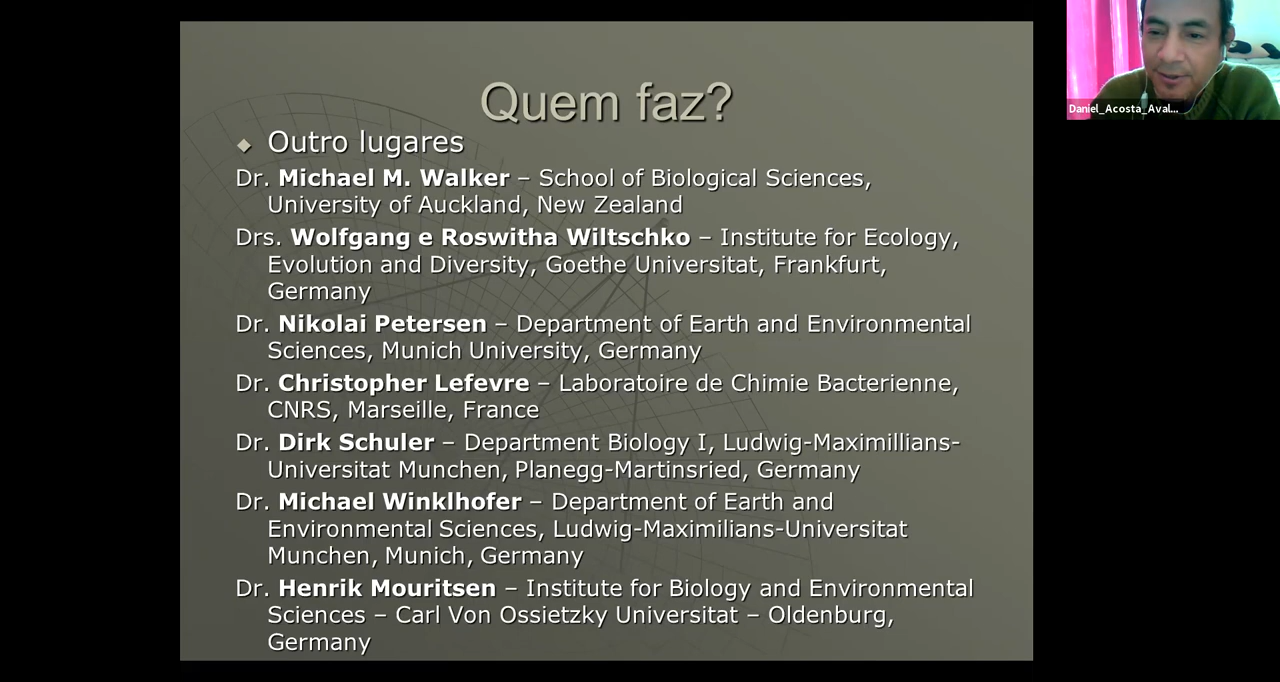 Quem faz?
Outro lugares
Dr. Michael M. Walker – School of Biological Sciences,
University of Auckland, New Zealand
Drs. Wolfgang e Roswitha Wiltschko – Institute for Ecology,
Evolution and Diversity, Goethe Universitat, Frankfurt,
Germany
Dr. Nikolai Petersen – Department of Earth and Environmental
Sciences, Munich University, Germany
Dr. Christopher Lefevre – Laboratoire de Chimie Bacterienne,
CNRS, Marseille, France
Dr. Dirk Schuler – Department Biology I, Ludwig-Maximillians-
Universitat Munchen, Planegg-Martinsried, Germany
Dr. Michael Winklhofer – Department of Earth and
Environmental Sciences, Ludwig-Maximilians-Universitat
Munchen, Munich, Germany
Dr. Henrik Mouritsen – Institute for Biology and Environmental
Sciences – Carl Von Ossietzky Universitat – Oldenburg,
Germany
Daniel_Acosta_Aval...